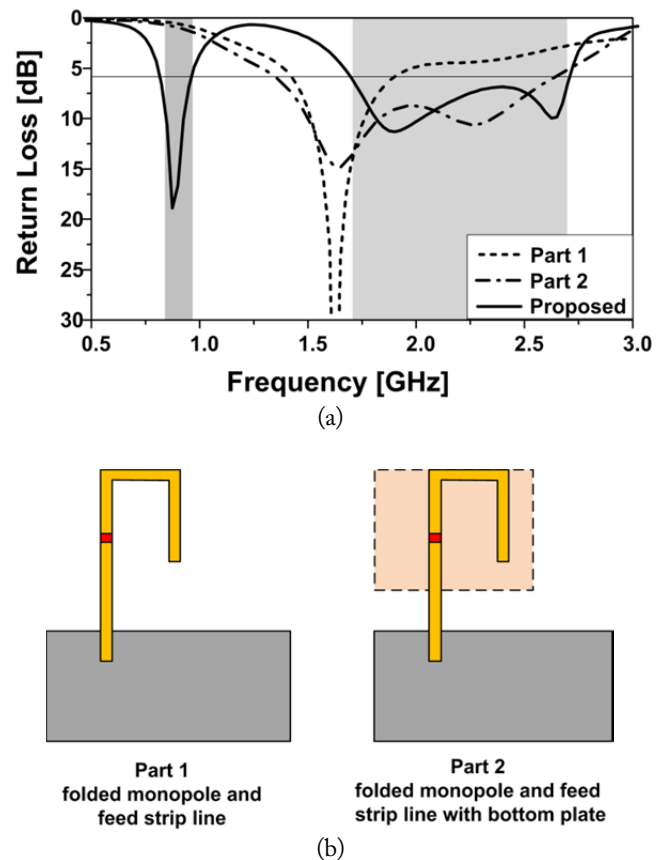 0
5
10
15
20
25
30
Return Loss [dB]
Part 1
Part 2
Proposed
0.5 1.0 1.5 2.0 2.5 3.0
Frequency [GHz]
(a)
Part 1
folded monopole and
feed strip line
Part 2
folded monopole and feed
strip line with bottom plate
(b)